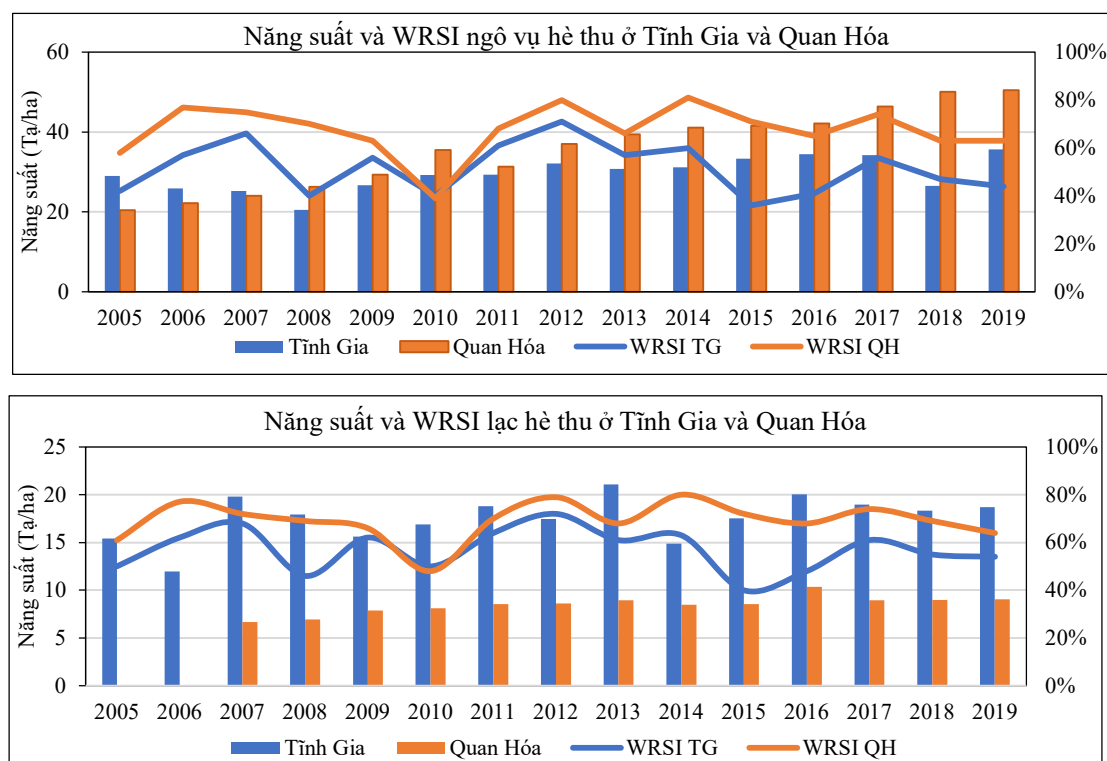 Năng suất và WRSI ngô vụ hè thu ở Tĩnh Gia và Quan Hóa
Năng suất (Tạ/ha)
60
40
20
0
100%
80%
60%
40%
20%
0%
2005 2006 2007 2008 2009 2010 2011 2012 2013 2014 2015 2016 2017 2018 2019
Tĩnh Gia Quan Hóa WRSI TG WRSI QH
Năng suất và WRSI lạc hè thu ở Tĩnh Gia và Quan Hóa
Năng suất (Tạ/ha)
25
20
15
10
5
0
100%
80%
60%
40%
20%
0%
2005 2006 2007 2008 2009 2010 2011 2012 2013 2014 2015 2016 2017 2018 2019
Tĩnh Gia Quan Hóa WRSI TG WRSI QH